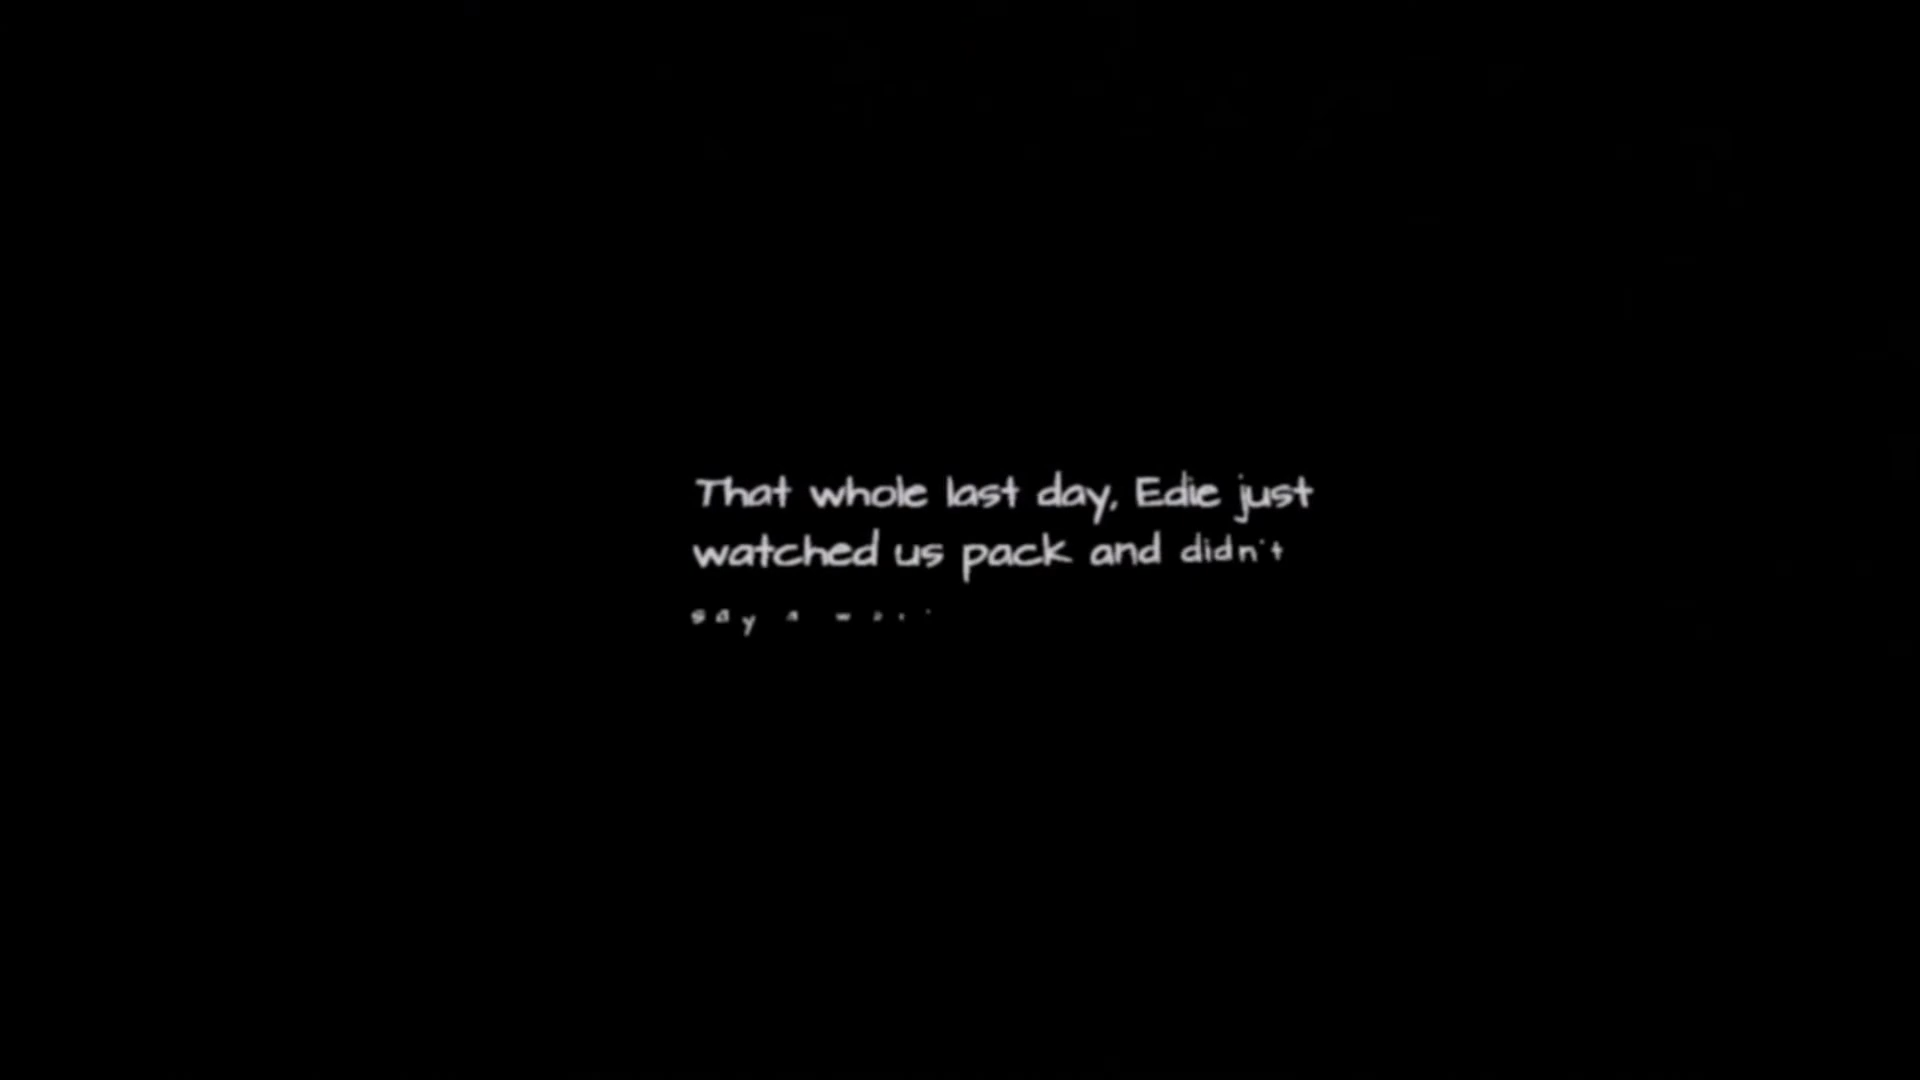 That whole last day, Edie just
watched us pack and didn't
say a